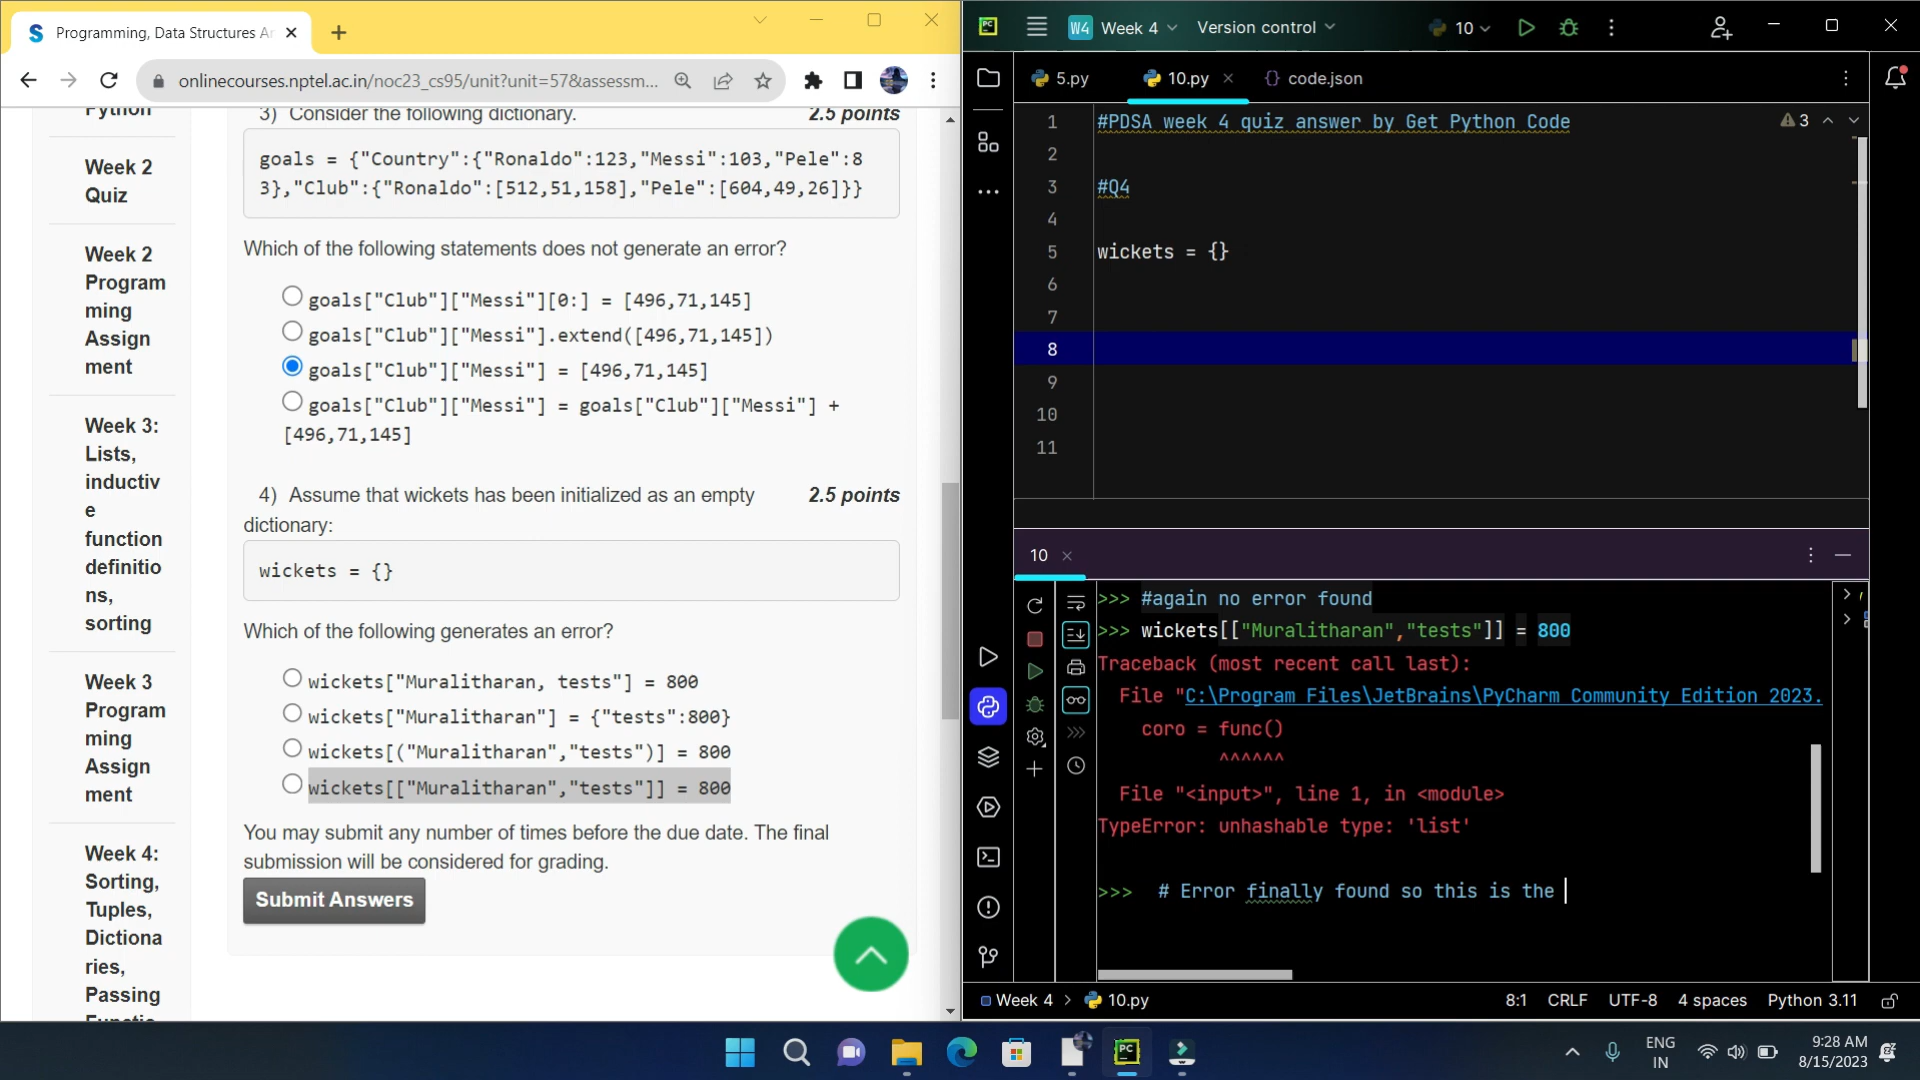 Programming, Data Structures Ar
onlinecourses.nptel.ac.in/noc23_cs95/unit?unit=57&assessm...
Python
Week 2
Quiz
Week 2
Program
ming
Assign
ment
Week 3:
Lists,
inductiv
e
function
definitio
ns,
sorting
Week 3
Program
ming
Assign
ment
Week 4:
Sorting,
Tuples,
Dictiona
ries,
Passing
Functio
3) Consider the following dictionary. 2.5 points
goals = {"Country":{"Ronaldo":123,"Messi":103,"Pele":8
3},"Club":{"Ronaldo":[512,51,158],"Pele":[604,49,26]}}
Which of the following statements does not generate an error?
goals["Club"]["Messi"][0:] = [496,71,145]
goals["Club"]["Messi"].extend([496,71,145])
goals["Club"]["Messi"] = [496,71,145]
goals["Club"]["Messi"] = goals["Club"]["Messi"] +
[496,71,145]
4) Assume that wickets has been initialized as an empty 2.5 points
dictionary:
wickets = {}
Which of the following generates an error?
wickets["Muralitharan, tests"] = 800
wickets["Muralitharan"] = {"tests":800}
wickets[("Muralitharan","tests")] = 800
wickets[["Muralitharan","tests"]] = 800
You may submit any number of times before the due date. The final
submission will be considered for grading.
Submit Answers
PC W4 Week 4 Version control 10
5.py 10.py {} code.json
1 #PDSA week 4 quiz answer by Get Python Code 3
2
3 #Q4
4
5 wickets = {}
6
7
8
9
10
11
10
>>> #again no error found
>>> wickets[["Muralitharan","tests"]] = 800
Traceback (most recent call last):
File "C:\Program Files\JetBrains\PyCharm Community Edition 2023.
coro = func()
^^^^^^
File "<input>", line 1, in <module>
TypeError: unhashable type: 'list'
>>> # Error finally found so this is the
Week 4 > 10.py 8:1 CRLF UTF-8 4 spaces Python 3.11
PC
ENG
IN
9:28 AM
8/15/2023